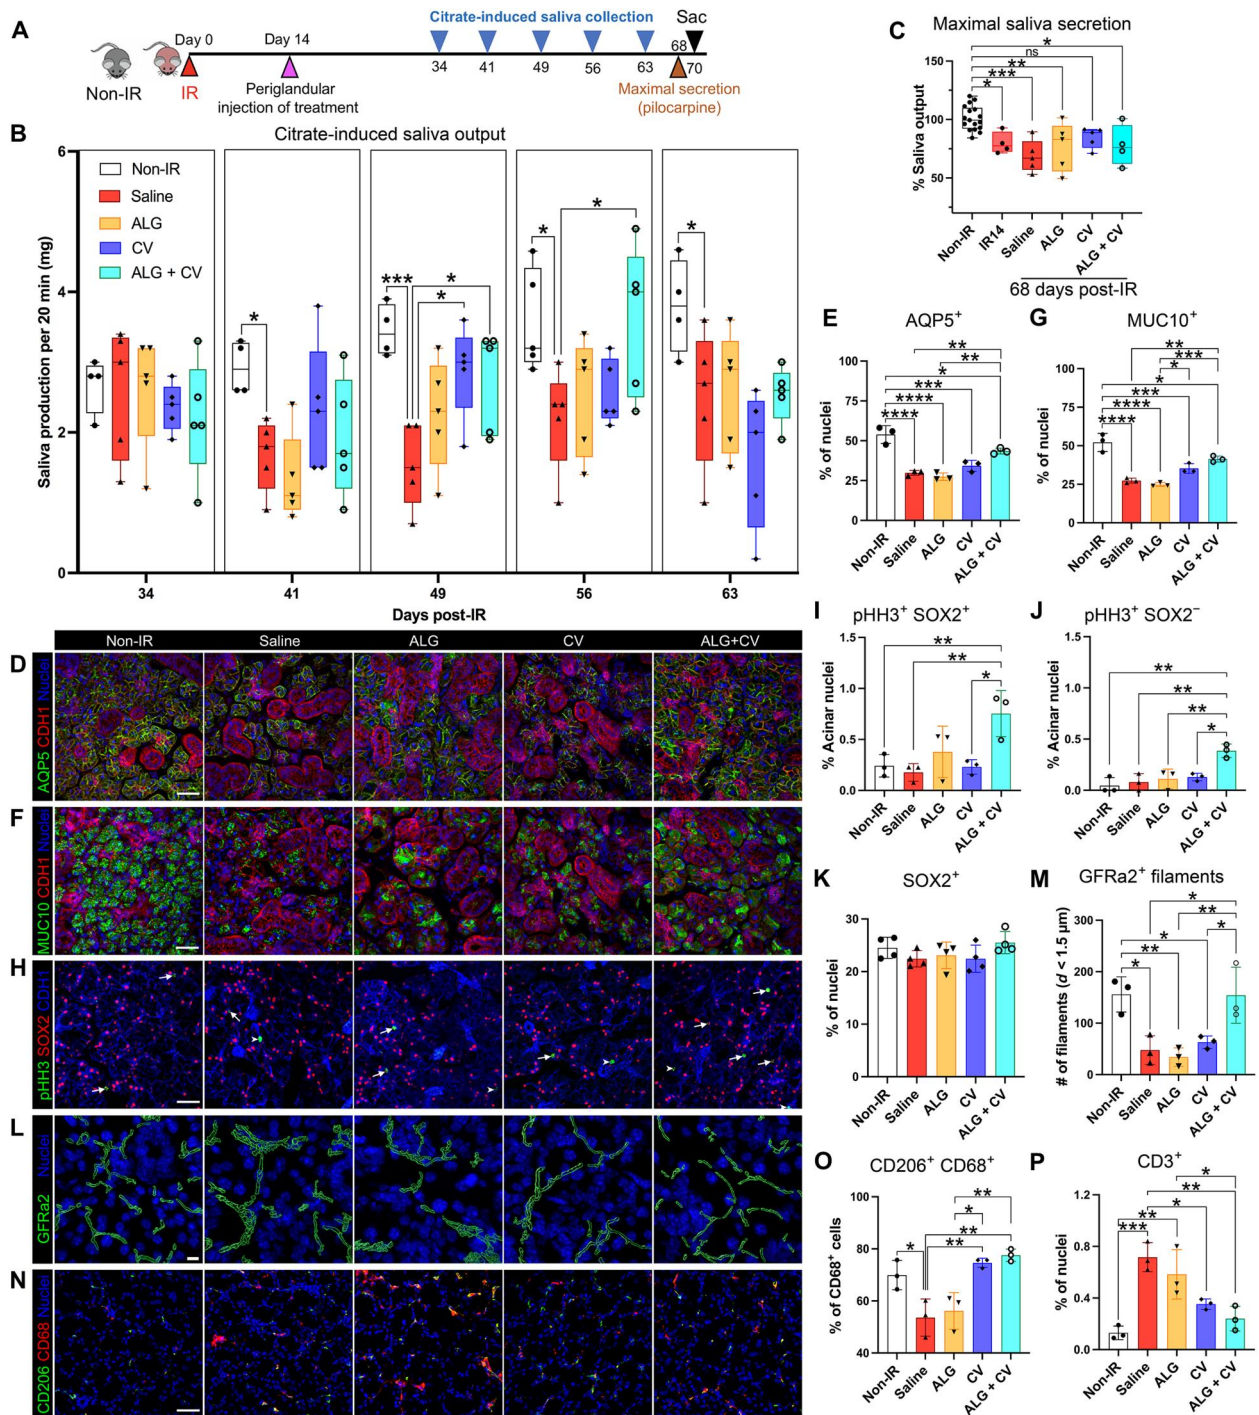 A
Citrate-induced saliva collection
Sac
Day 0
Day 14
68
34 41 49 56 63 70
Non-IR
IR
Periglandular
injection of treatment
Maximal secretion
(pilocarpine)
B
Citrate-induced saliva output
Saliva production per 20 min (mg)
6
4
2
0
Non-IR
Saline
ALG
CV
ALG + CV
*
***
*
*
*
*
*
34 41 49 56 63
Days post-IR
C
Maximal saliva secretion
% Saliva output
150
100
50
*
ns
**
***
*
Non-IR IR14 Saline ALG CV ALG + CV
68 days post-IR
E
AQP5⁺
% of nuclei
100
75
50
25
0
**
**
*
***
****
****
Non-IR Saline ALG CV ALG + CV
G
MUC10⁺
% of nuclei
100
75
50
25
0
**
***
*
*
***
****
****
Non-IR Saline ALG CV ALG + CV
Non-IR Saline ALG CV ALG+CV
D
AQP5 CDH1 Nuclei
F
MUC10 CDH1 Nuclei
H
pHH3 SOX2 CDH1
L
GFRa2 Nuclei
N
CD206 CD68 Nuclei
I
pHH3⁺ SOX2⁺
% Acinar nuclei
1.5
1.0
0.5
0.0
**
**
*
Non-IR Saline ALG CV ALG + CV
J
pHH3⁺ SOX2⁻
% Acinar nuclei
1.5
1.0
0.5
0.0
**
**
**
*
Non-IR Saline ALG CV ALG + CV
K
SOX2⁺
% of nuclei
30
20
10
0
Non-IR Saline ALG CV ALG + CV
M
GFRa2⁺ filaments
# of filaments (d < 1.5 µm)
300
200
100
0
*
**
*
*
**
*
Non-IR Saline ALG CV ALG + CV
O
CD206⁺ CD68⁺
% of CD68⁺ cells
100
80
60
40
**
*
**
**
*
Non-IR Saline ALG CV ALG + CV
P
CD3⁺
% of nuclei
1.2
0.8
0.4
0.0
*
**
*
**
***
Non-IR Saline ALG CV ALG + CV